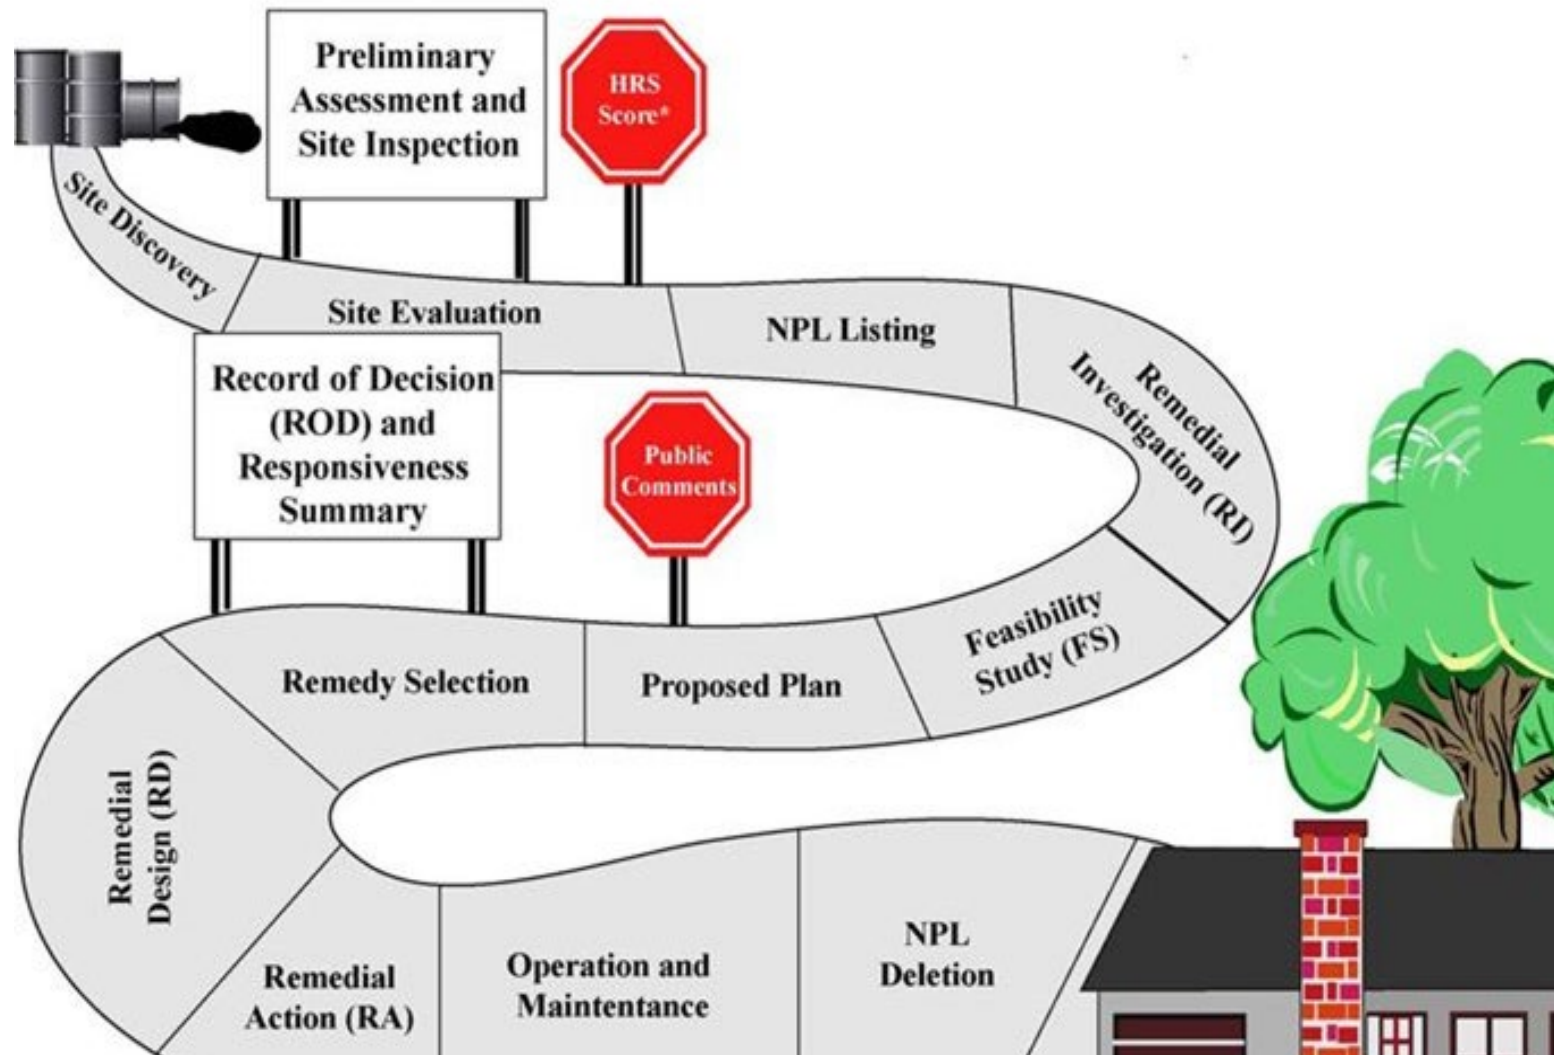 Preliminary
Assessment and
Site Inspection
HRS
Score*
Site Discovery
Site Evaluation
NPL Listing
Remedial
Investigation (RI)
Record of Decision
(ROD) and
Responsiveness
Summary
Public
Comments
Feasibility
Study (FS)
Proposed Plan
Remedy Selection
Remedial
Design (RD)
Remedial
Action (RA)
Operation and
Maintentance
NPL
Deletion